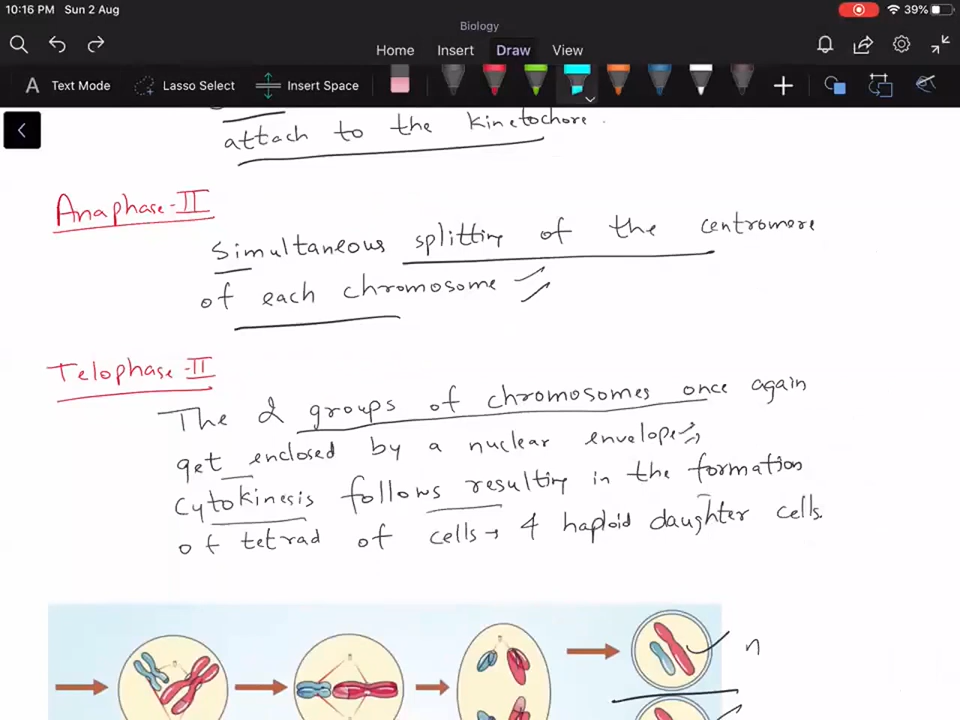 10:16 PM Sun 2 Aug
39%
Biology
Home Insert Draw View
A Text Mode Lasso Select Insert Space
attach to the kinetochore.
Anaphase-II
Simultaneous splitting of the centromere
of each chromosome
Telophase-II
The 2 groups of chromosomes once again
get enclosed by a nuclear envelope,
Cytokinesis follows resulting in the formation
of tetrad of cells → 4 haploid daughter cells.
n